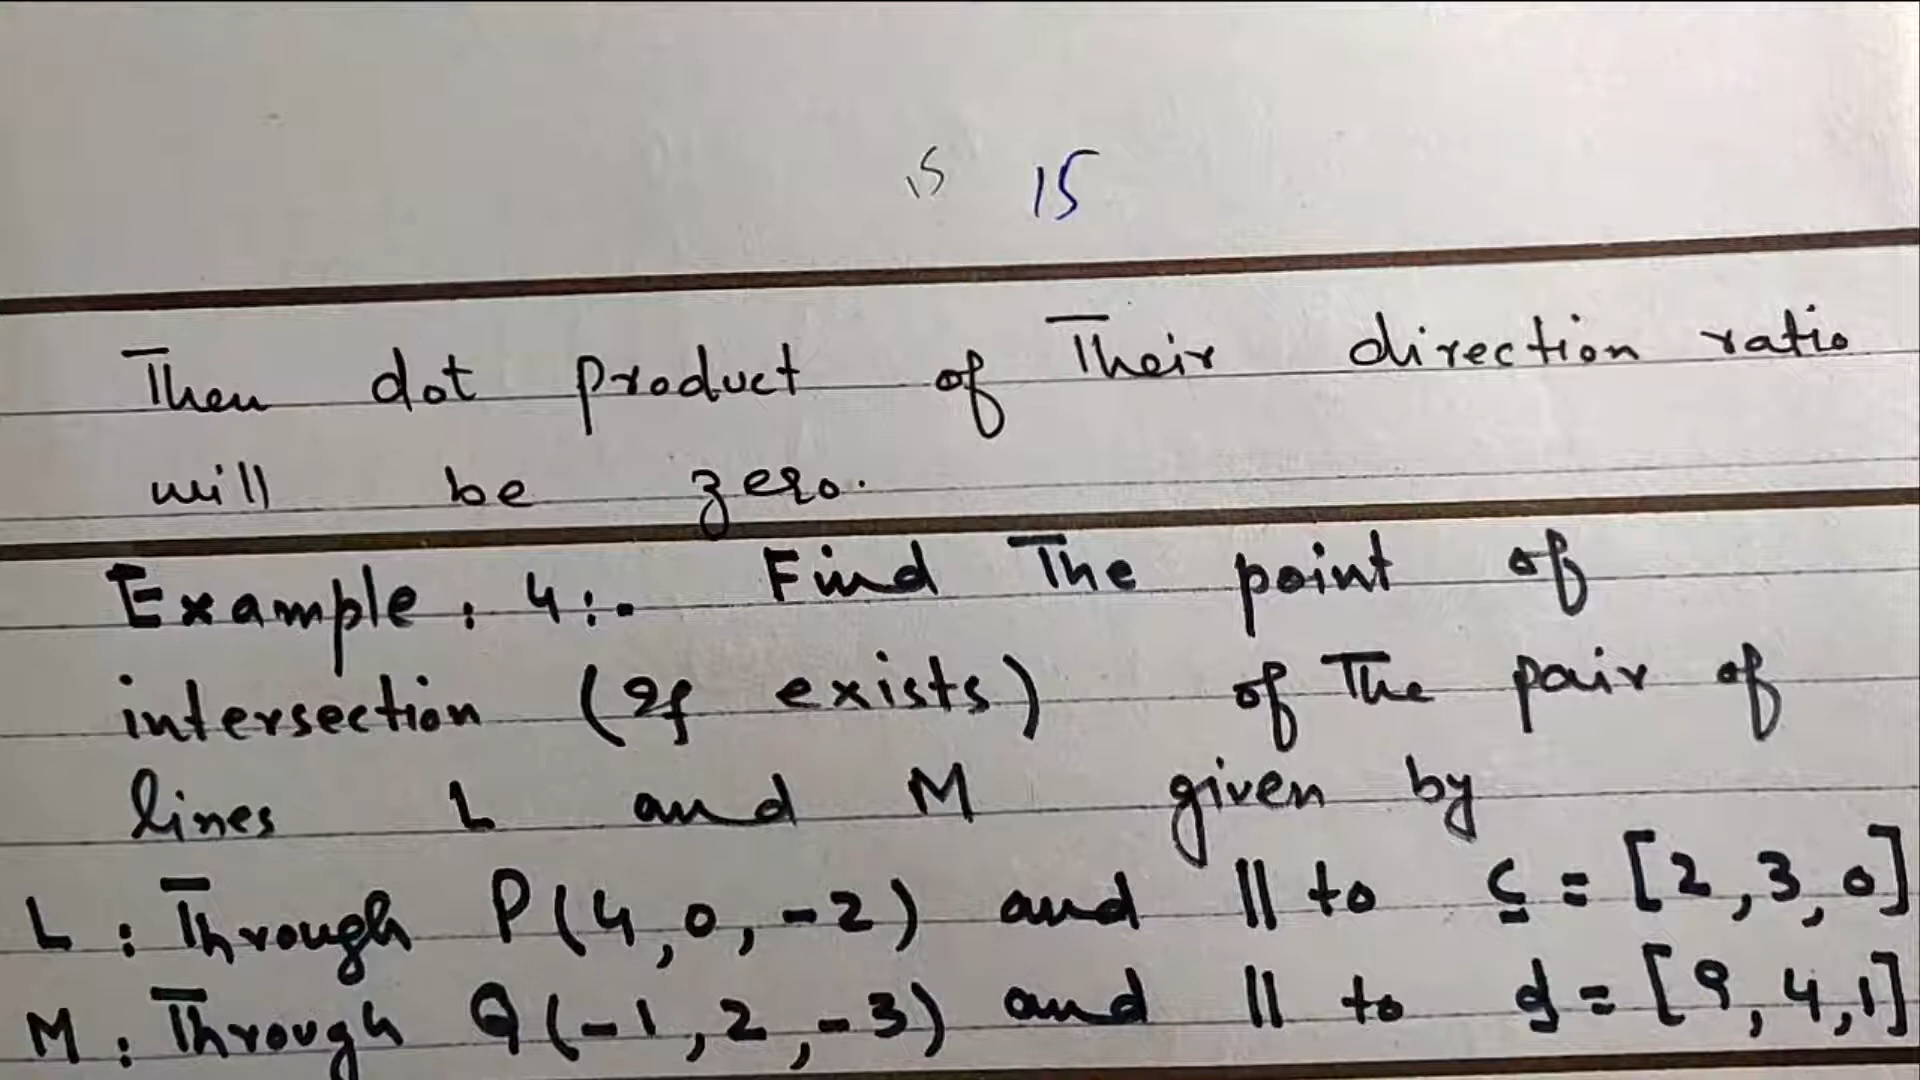 15 15
Then dot product of Their direction ratio
will be zero.
Example : 4 :- Find The point of
intersection (If exists) of The pair of
lines L and M given by
L : Through P(4,0,-2) and || to c = [2,3,0]
M : Through Q(-1,2,-3) and || to d = [9,4,1]